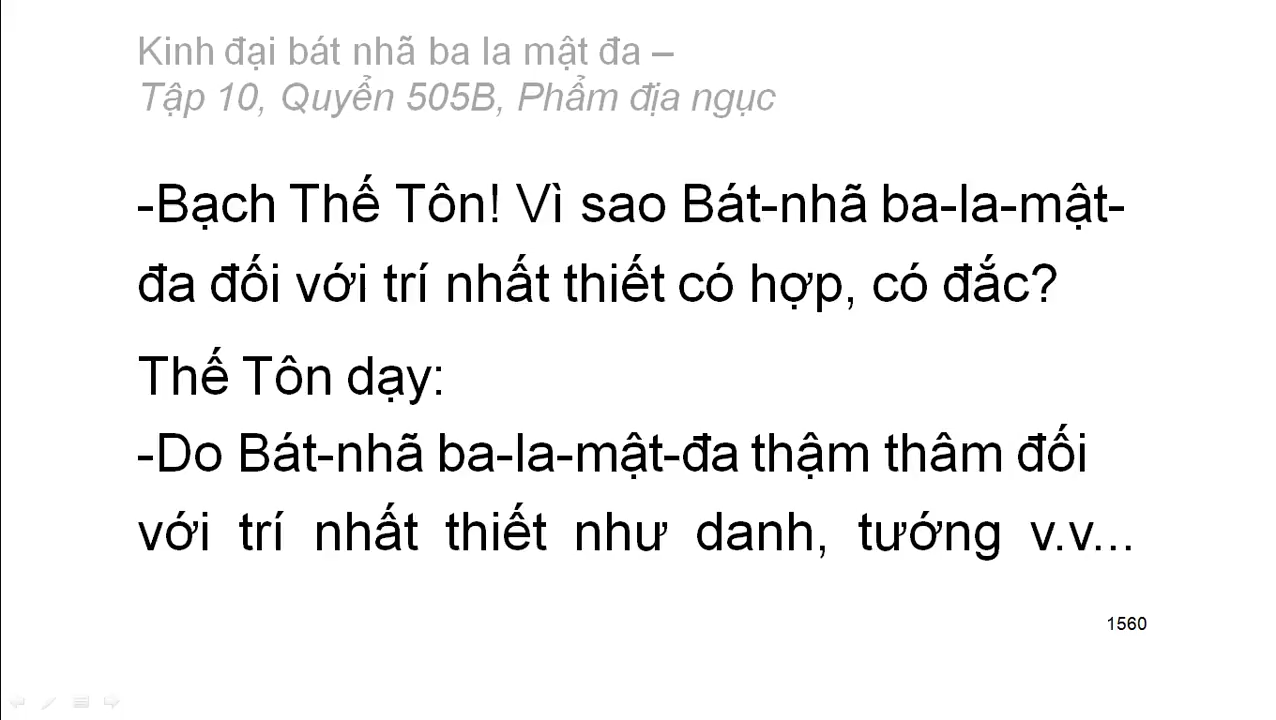 Kinh đại bát nhã ba la mật đa –
Tập 10, Quyển 505B, Phẩm địa ngục
-Bạch Thế Tôn! Vì sao Bát-nhã ba-la-mật-
đa đối với trí nhất thiết có hợp, có đắc?
Thế Tôn dạy:
-Do Bát-nhã ba-la-mật-đa thậm thâm đối
với trí nhất thiết như danh, tướng v.v...
1560